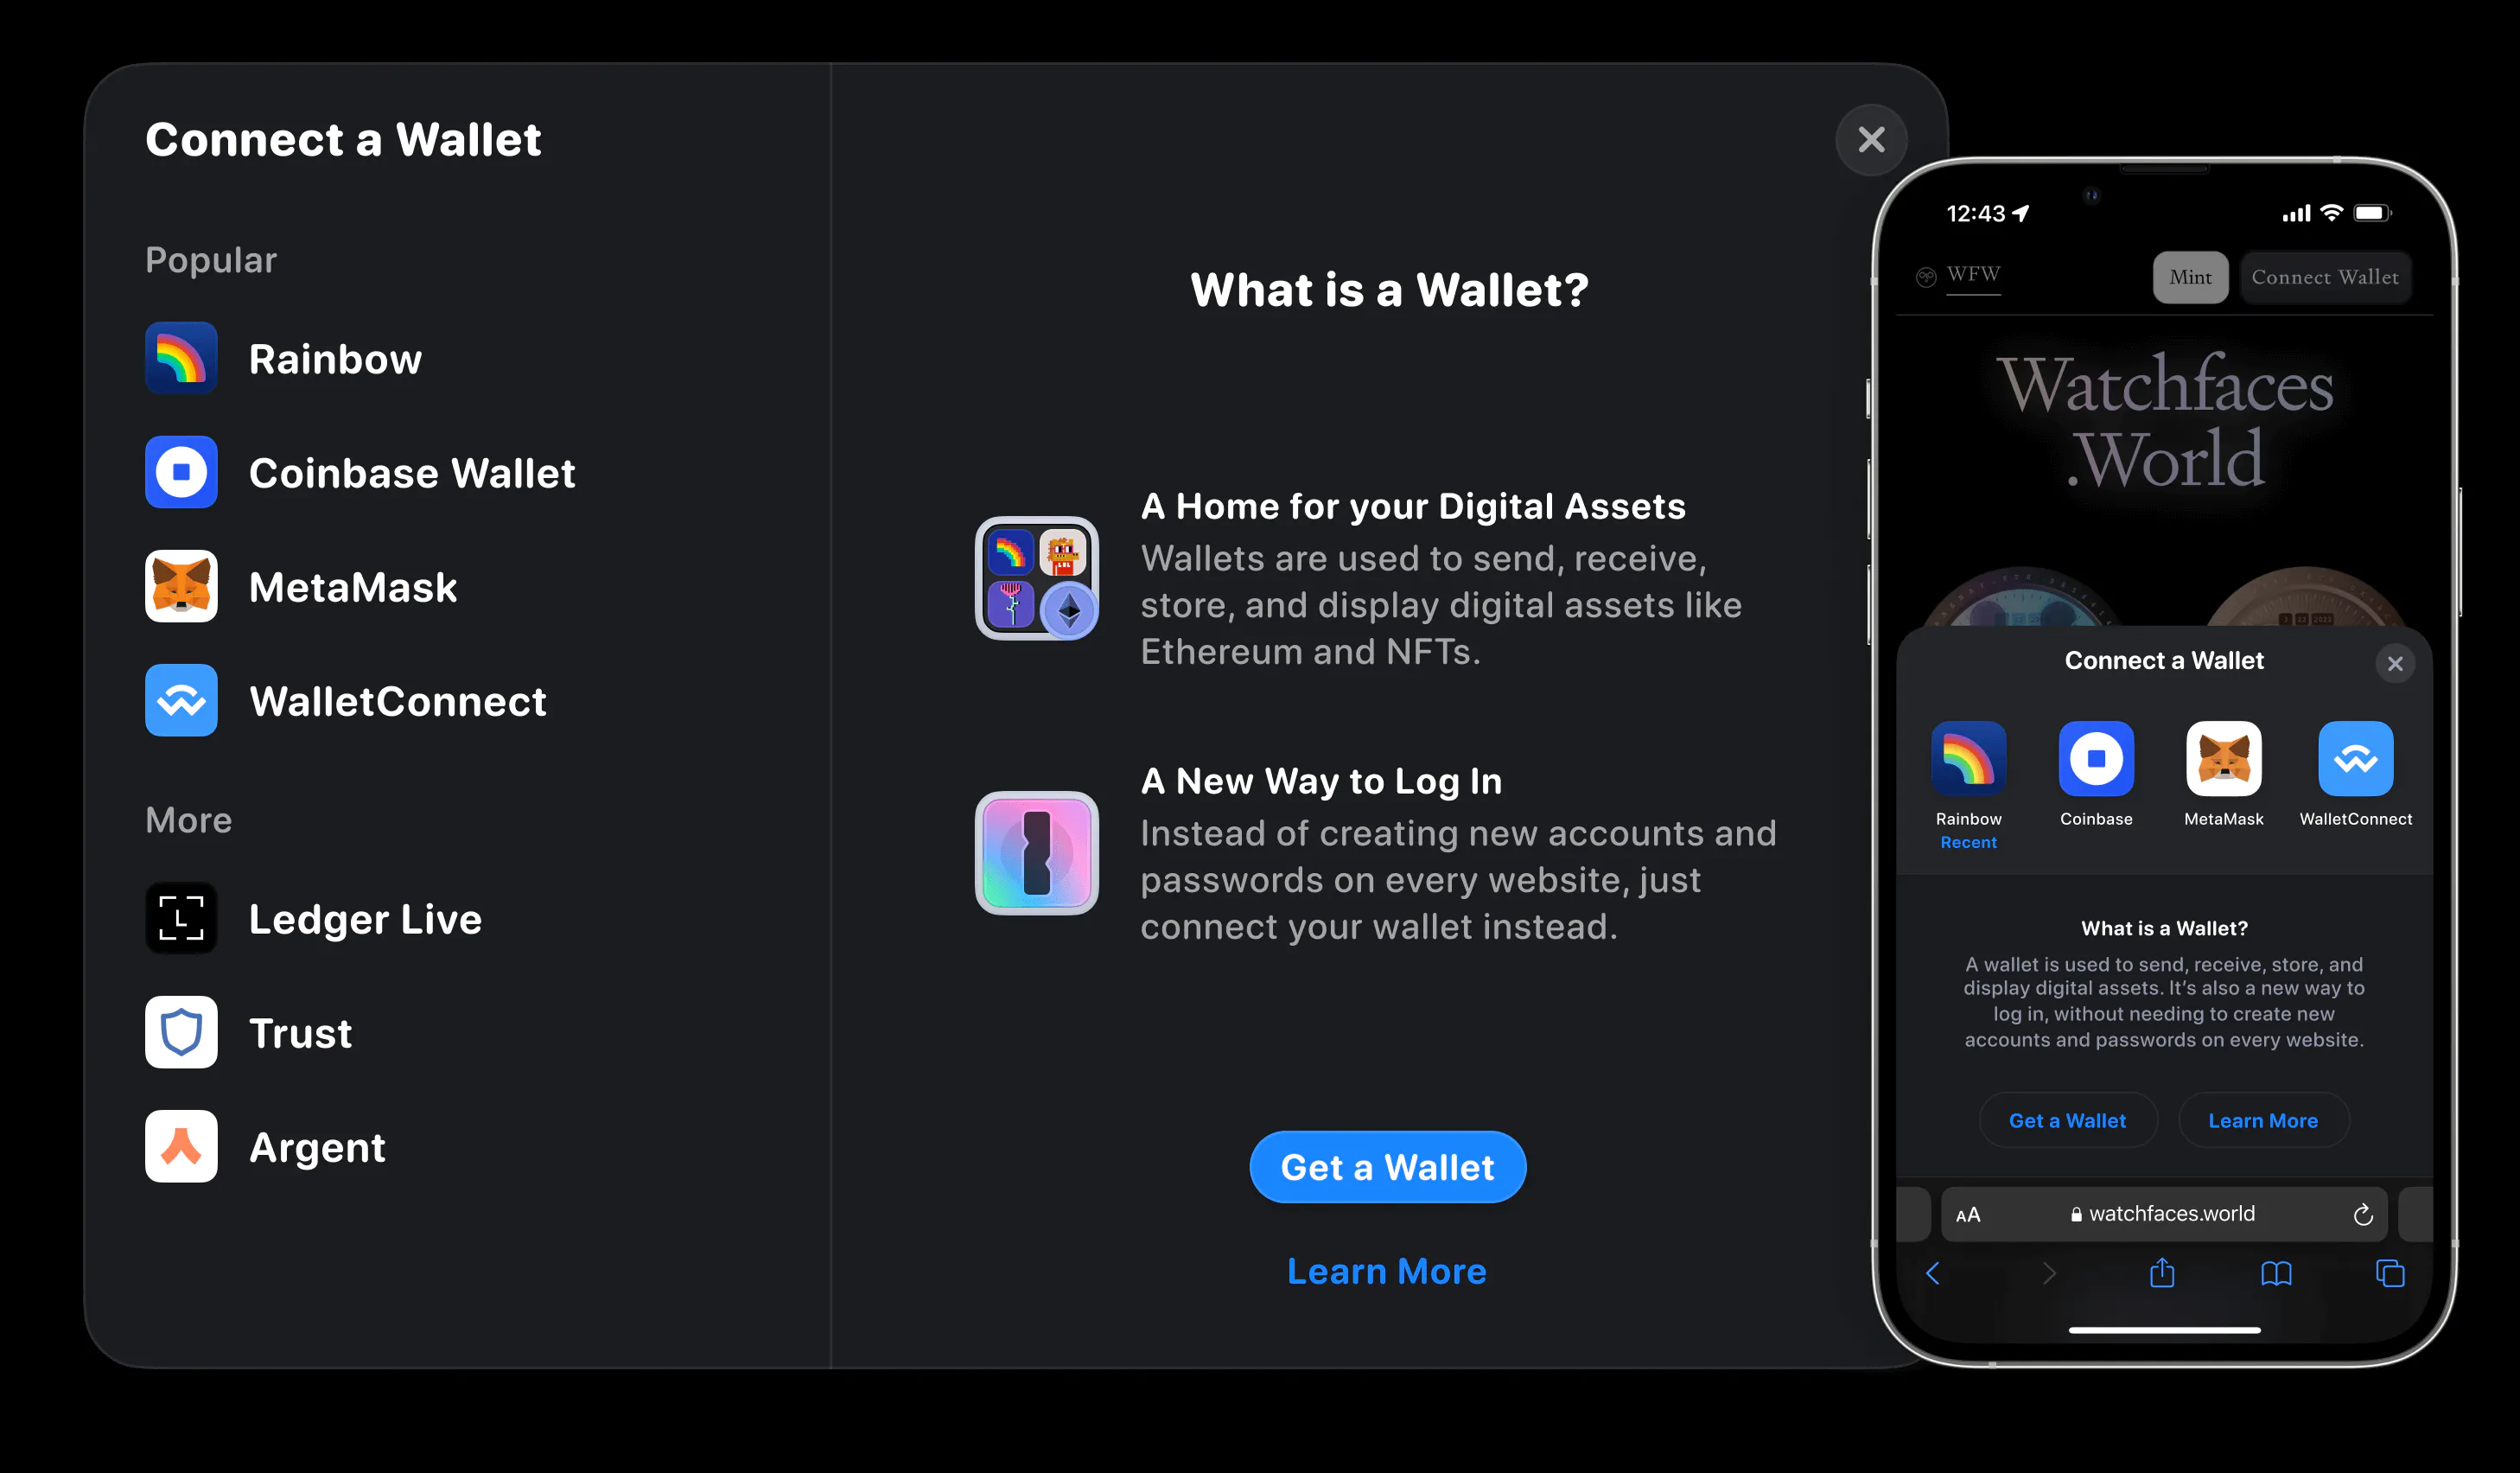 Connect a Wallet
Popular
Rainbow
Coinbase Wallet
MetaMask
WalletConnect
More
L
Ledger Live
Trust
Argent
What is a Wallet?
A Home for your Digital Assets
Wallets are used to send, receive,
store, and display digital assets like
Ethereum and NFTs.
A New Way to Log In
Instead of creating new accounts and
passwords on every website, just
connect your wallet instead.
Get a Wallet
Learn More
12:43
WFW
Mint
Connect Wallet
Watchfaces
.World
Connect a Wallet
Rainbow
Recent
Coinbase
MetaMask
WalletConnect
What is a Wallet?
A wallet is used to send, receive, store, and
display digital assets. It's also a new way to
log in, without needing to create new
accounts and passwords on every website.
Get a Wallet
Learn More
AA
watchfaces.world